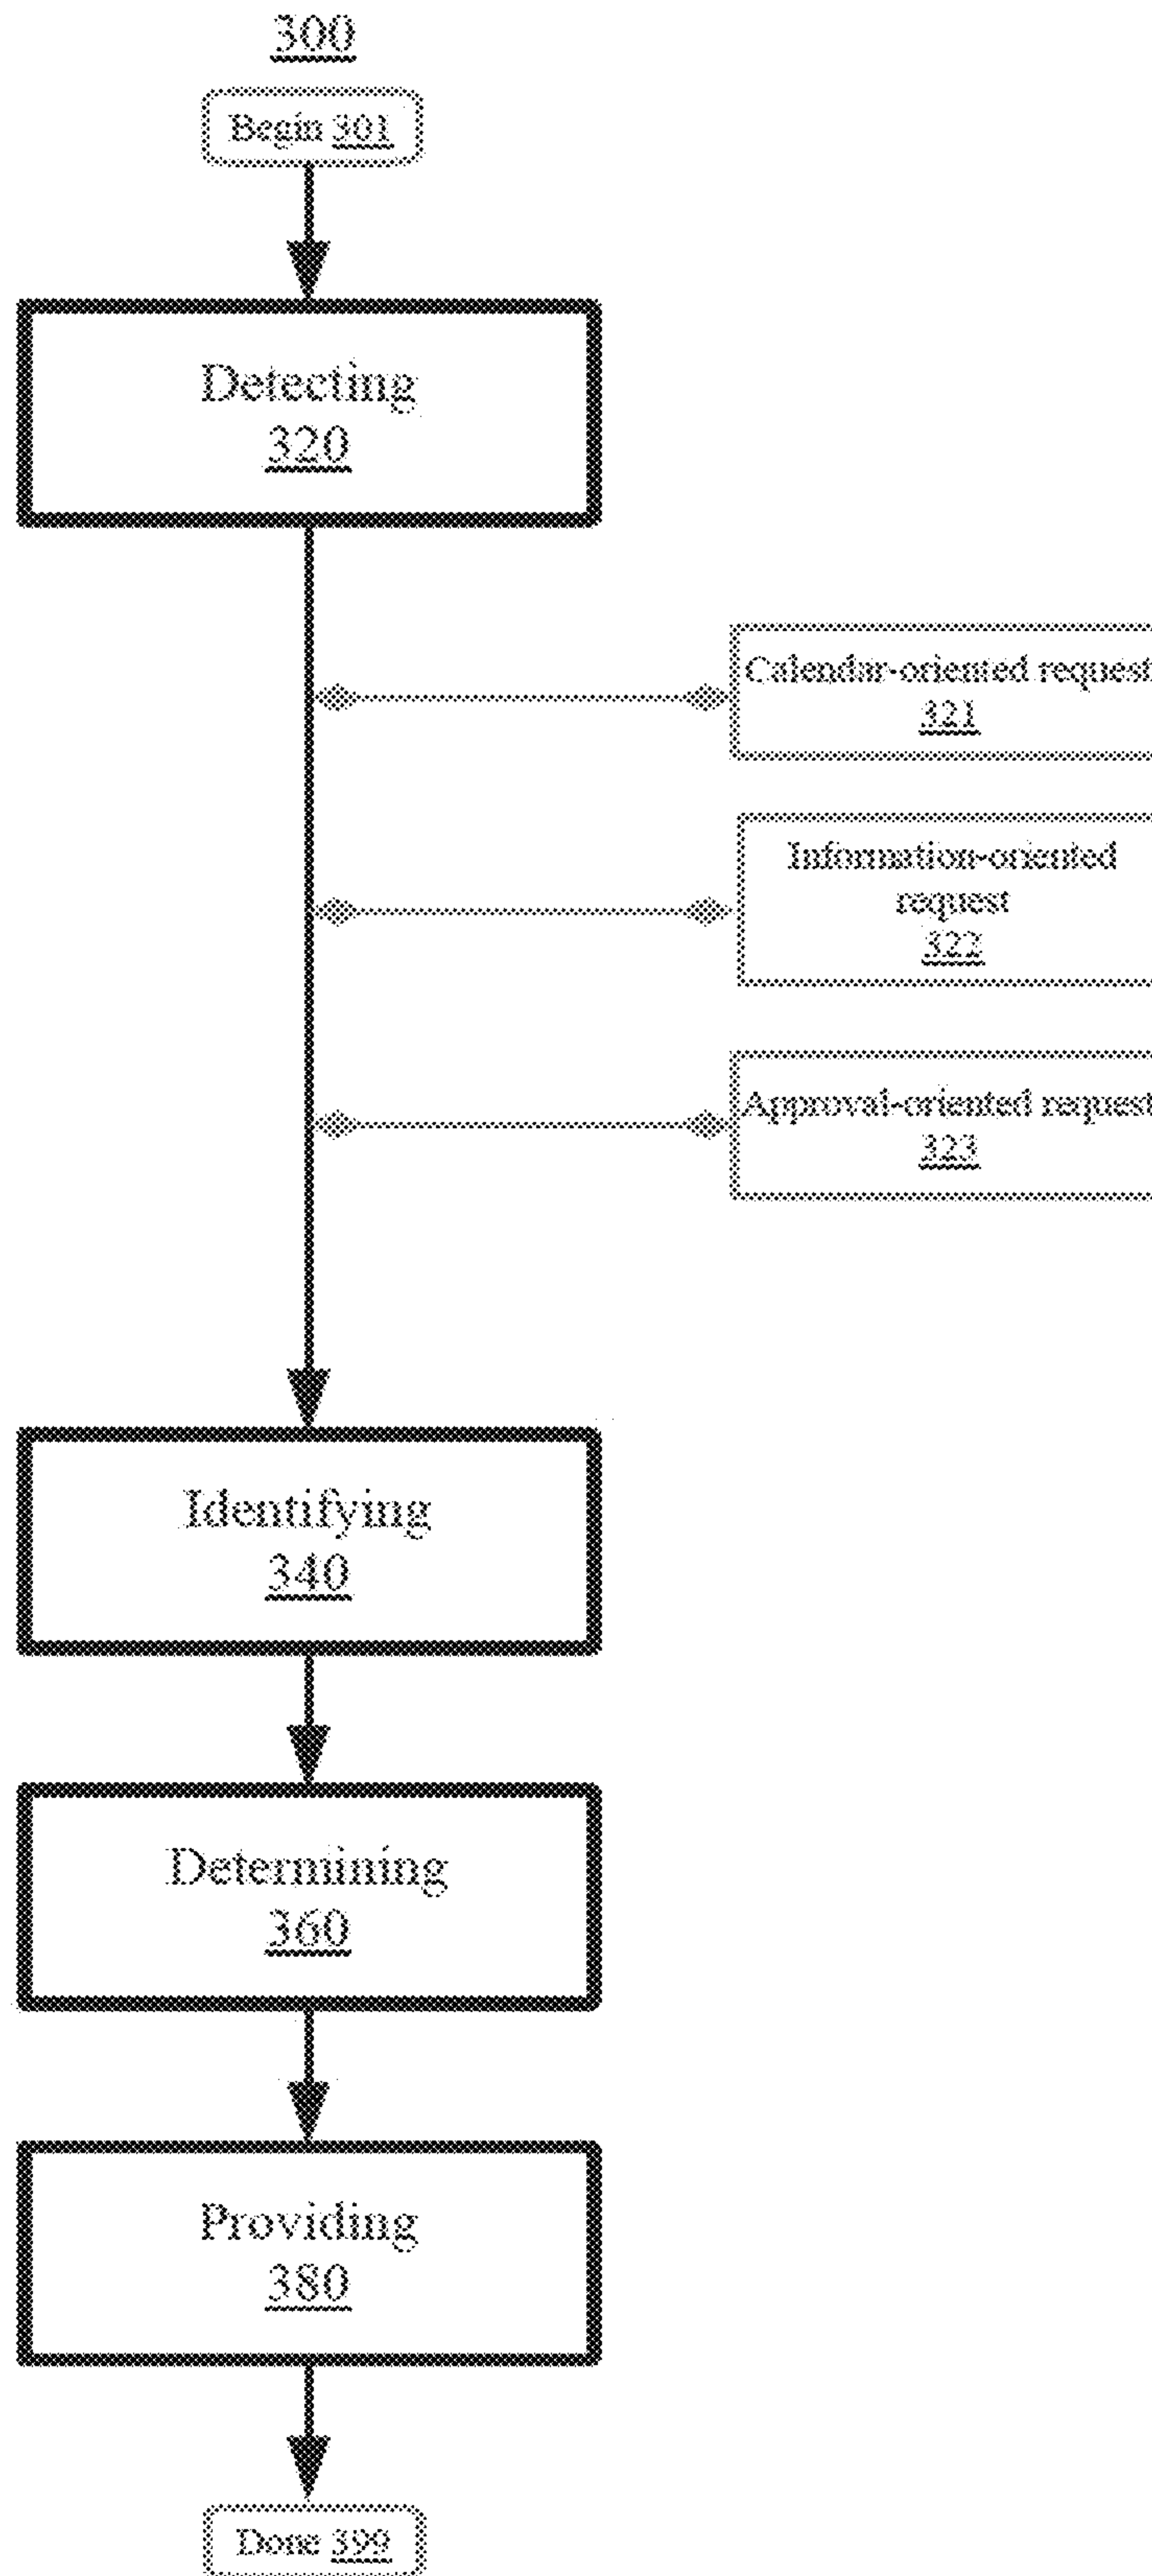 300
Begin 301
Detecting
320
Calendar-oriented request
321
Information-oriented
request
322
Approval-oriented request
323
Identifying
340
Determining
360
Providing
380
Done 399